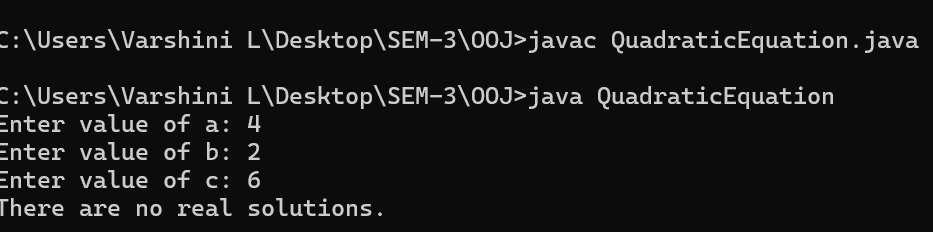 C:\Users\Varshini L\Desktop\SEM-3\OOJ>javac QuadraticEquation.java
C:\Users\Varshini L\Desktop\SEM-3\OOJ>java QuadraticEquation
Enter value of a: 4
Enter value of b: 2
Enter value of c: 6
There are no real solutions.